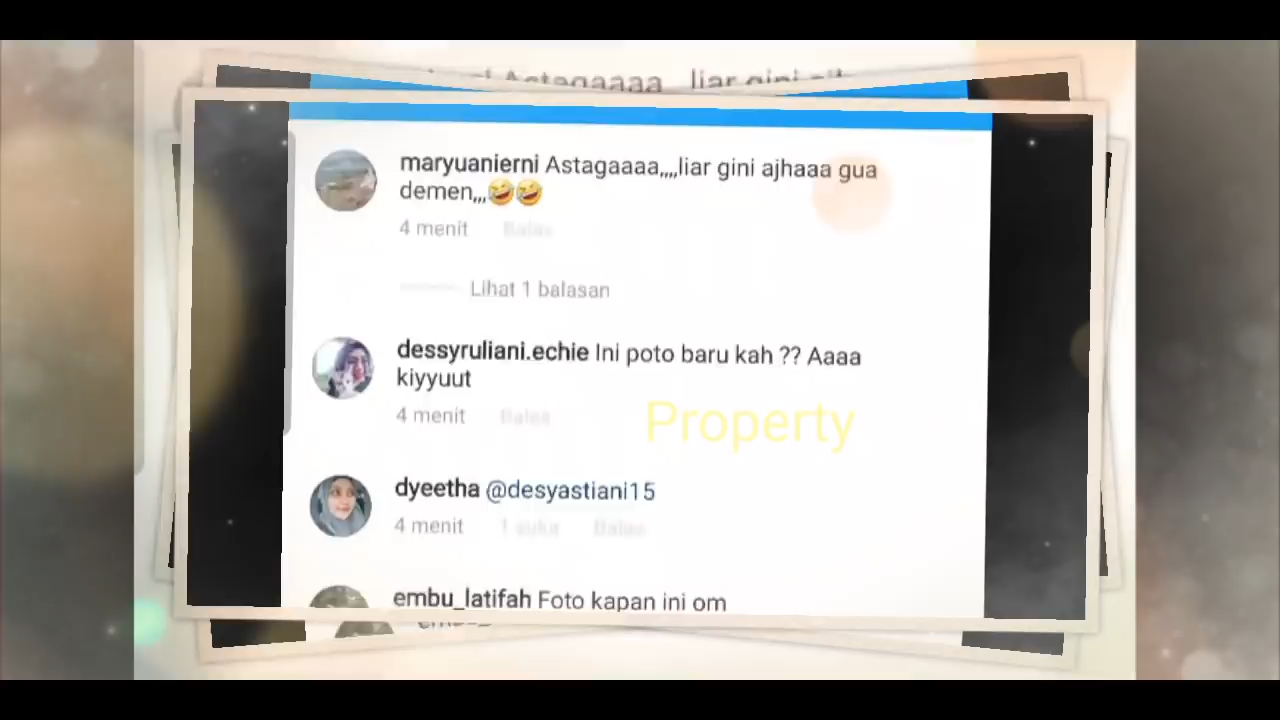 maryuanierni Astagaaaa,,,,liar gini ajhaaa gua
demen,,,🤣🤣
4 menit Balas
Lihat 1 balasan
dessyruliani.echie Ini poto baru kah ?? Aaaa
kiyyuut
4 menit Balas
Property
dyeetha @desyastiani15
4 menit 1 suka Balas
embu_latifah Foto kapan ini om